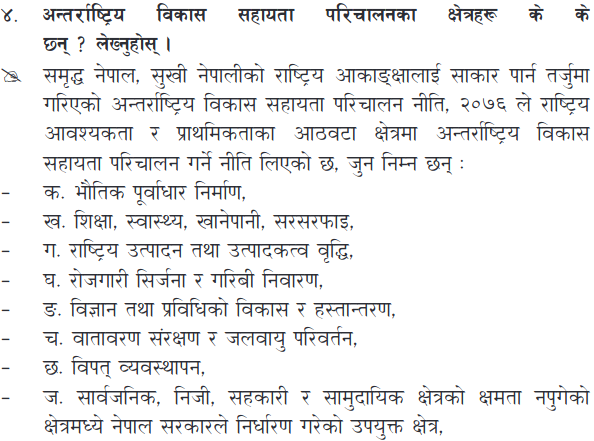 ४. अन्तर्राष्ट्रिय विकास सहायता परिचालनका क्षेत्रहरू के के
छन् ? लेख्नुहोस् ।
समृद्ध नेपाल, सुखी नेपालीको राष्ट्रिय आकाङ्क्षालाई साकार पार्न तर्जुमा
गरिएको अन्तर्राष्ट्रिय विकास सहायता परिचालन नीति, २०७६ ले राष्ट्रिय
आवश्यकता र प्राथमिकताका आठवटा क्षेत्रमा अन्तर्राष्ट्रिय विकास
सहायता परिचालन गर्ने नीति लिएको छ, जुन निम्न छन् :
- क. भौतिक पूर्वाधार निर्माण,
- ख. शिक्षा, स्वास्थ्य, खानेपानी, सरसरफाइ,
- ग. राष्ट्रिय उत्पादन तथा उत्पादकत्व वृद्धि,
- घ. रोजगारी सिर्जना र गरिबी निवारण,
- ङ. विज्ञान तथा प्रविधिको विकास र हस्तान्तरण,
- च. वातावरण संरक्षण र जलवायु परिवर्तन,
- छ. विपत् व्यवस्थापन,
- ज. सार्वजनिक, निजी, सहकारी र सामुदायिक क्षेत्रको क्षमता नपुगेको
क्षेत्रमध्ये नेपाल सरकारले निर्धारण गरेको उपयुक्त क्षेत्र,